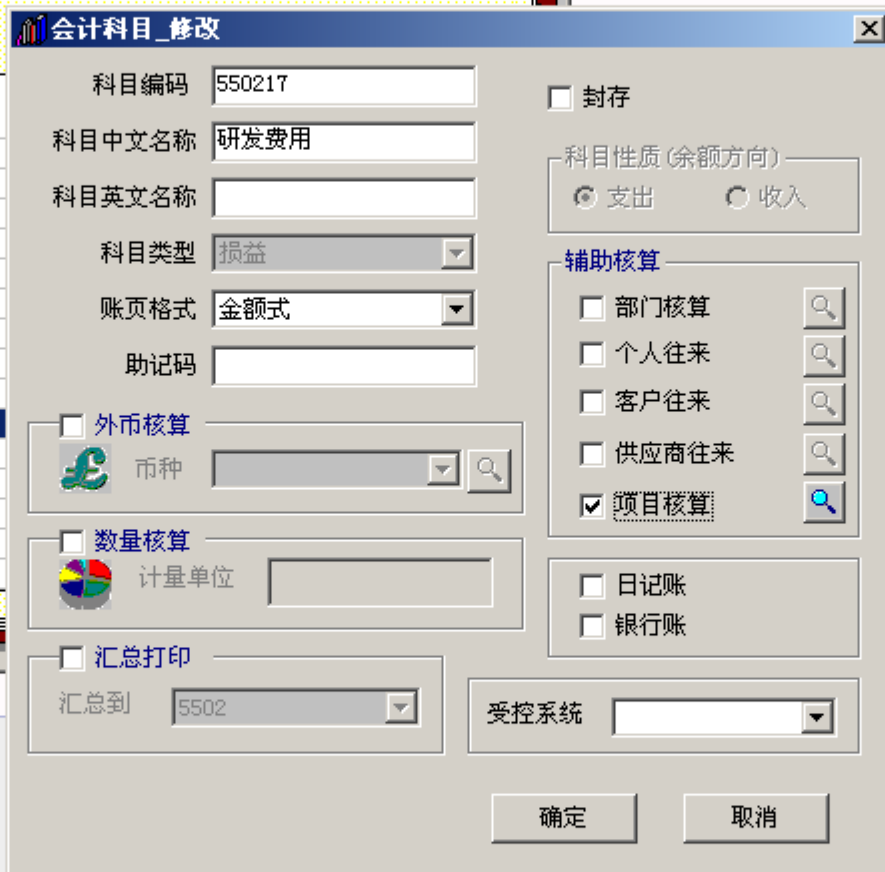 会计科目_修改
科目编码 550217
封存
科目中文名称 研发费用
科目性质(余额方向)
支出 收入
科目英文名称
科目类型 损益
辅助核算
账页格式 金额式
部门核算
助记码
个人往来
客户往来
外币核算
币种
供应商往来
项目核算
数量核算
计量单位
日记账
银行账
汇总打印
汇总到 5502
受控系统
确定 取消